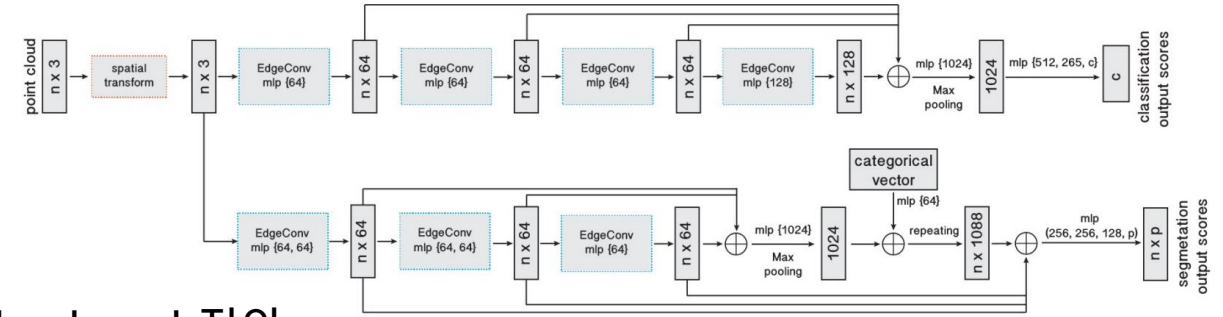 point cloud
n x 3
spatial
transform
n x 3
EdgeConv
mlp {64}
n x 64
EdgeConv
mlp {64}
n x 64
EdgeConv
mlp {64}
n x 64
EdgeConv
mlp {128}
n x 128
mlp {1024}
Max
pooling
1024
mlp {512, 265, c}
c
classification
output scores
EdgeConv
mlp {64, 64}
n x 64
EdgeConv
mlp {64, 64}
n x 64
EdgeConv
mlp {64}
n x 64
mlp {1024}
Max
pooling
1024
categorical
vector
mlp {64}
repeating
n x 1088
mlp
(256, 256, 128, p)
n x p
segmetation
output scores